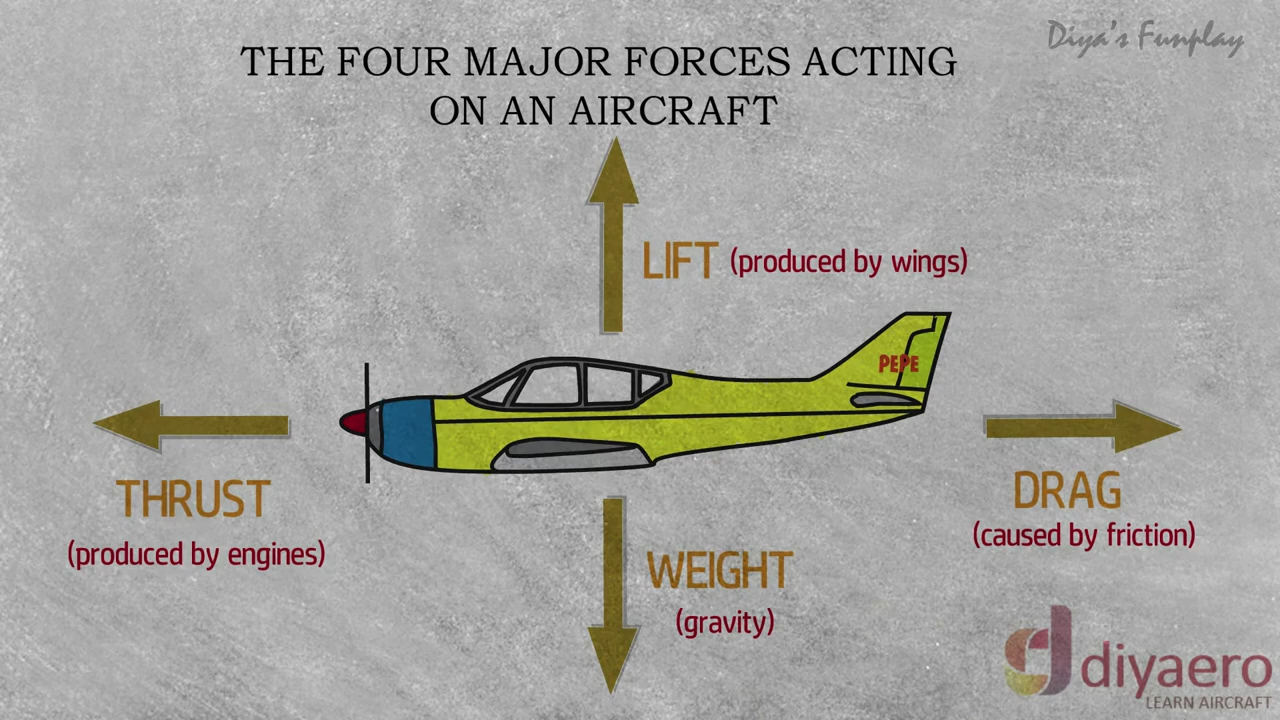 Diya's Funplay
THE FOUR MAJOR FORCES ACTING
ON AN AIRCRAFT
LIFT (produced by wings)
PEPE
THRUST
(produced by engines)
DRAG
(caused by friction)
WEIGHT
(gravity)
diyaero
LEARN AIRCRAFT